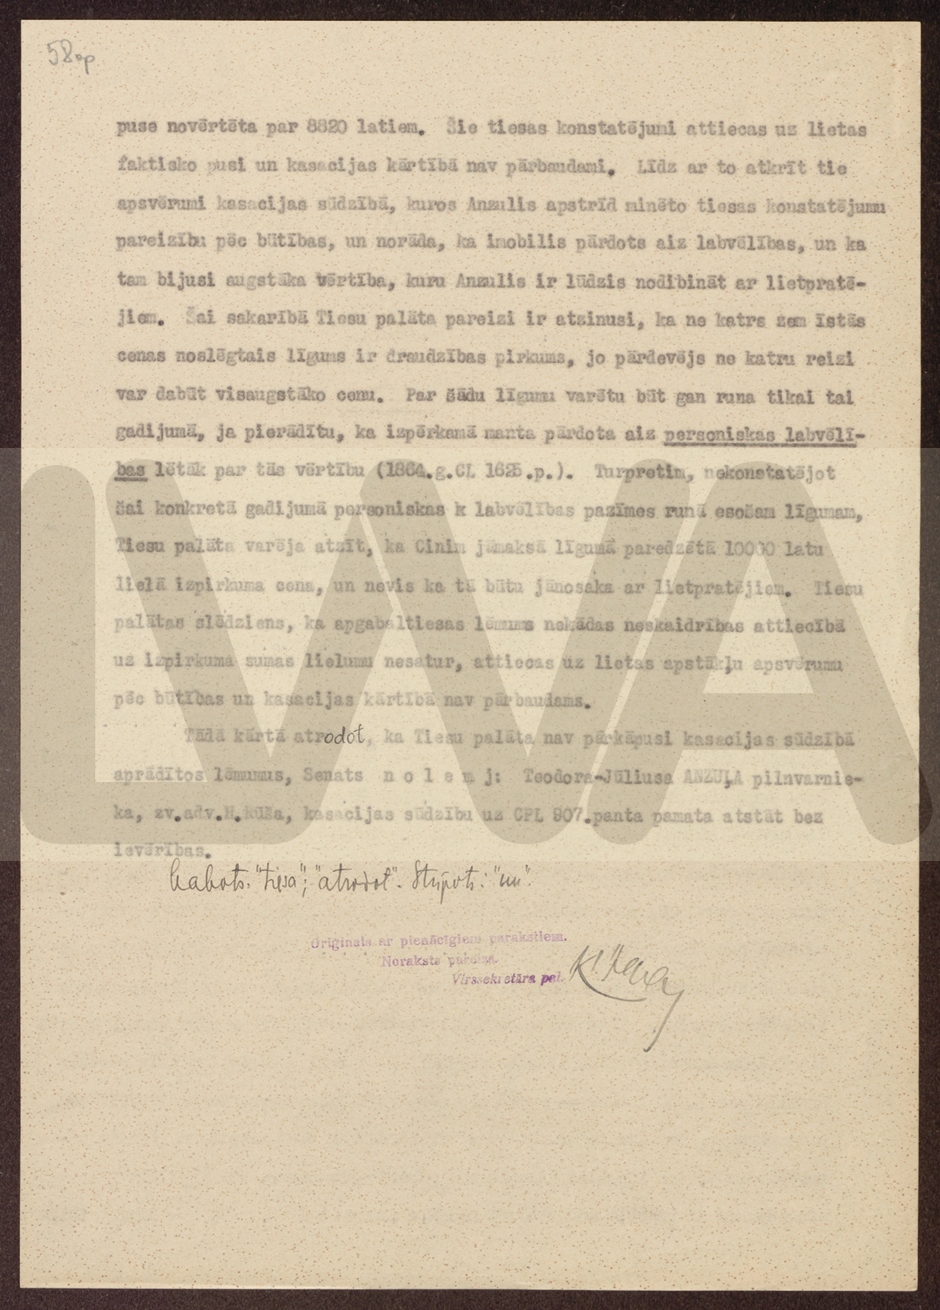 58op
puse novērtēta par 8820 latiem. Šie tiesas konstatējumi attiecas uz lietas
faktisko pusi un kasacijas kārtībā nav pārbaudami. Līdz ar to atkrīt tie
apsvērumi kasacijas sūdzībā, kuros Anzulis apstrīd minēto tiesas konstatējumu
pareizību pēc būtības, un norāda, ka imobilis pārdots aiz labvēlības, un ka
tam bijusi augstāka vērtība, kuru Anzulis ir lūdzis nodibināt ar lietpratē-
jiem. Šai sakarībā Tiesu palāta pareizi ir atzinusi, ka ne katrs zem īstās
cenas noslēgtais līgums ir draudzības pirkums, jo pārdevējs ne katru reizi
var dabūt visaugstāko cenu. Par šādu līgumu varētu būt gan runa tikai tai
gadijumā, ja pierādītu, ka izpērkamā manta pārdota aiz personiskas labvēlī-
bas lētāk par tās vērtību (1864.g.CL 1625.p.). Turpretim, nekonstatējot
šai konkretā gadijumā personiskas k labvēlības pazīmes runā esošam līgumam,
Tiesu palāta varēja atzīt, ka Cinim jāmaksā līgumā paredzētā 10000 latu
lielā izpirkuma cena, un nevis ka tā būtu jānosaka ar lietpratējiem. Tiesu
palātas slēdziens, ka apgabaltiesas lēmums nekādas neskaidrības attiecībā
uz izpirkuma sumas lielumu nesatur, attiecas uz lietas apstākļu apsvērumu
pēc būtības un kasacijas kārtībā nav pārbaudams.
Tādā kārtā atrodot, ka Tiesu palāta nav pārkāpusi kasacijas sūdzībā
aprādītos lēmumus, Senats n o l e m j: Teodora-Jūliusa ANZUĻA pilnvarnie-
ka, zv.adv.H.Rūša, kasacijas sūdzību uz CPL 907.panta pamata atstāt bez
ievērības.
Labots: "tiesa"; "atrodot". Strīpots: "un".
Oriģinals ar pienācīgiem parakstiem.
Noraksts pareizs.
Virssekretāra pal.
LVVA